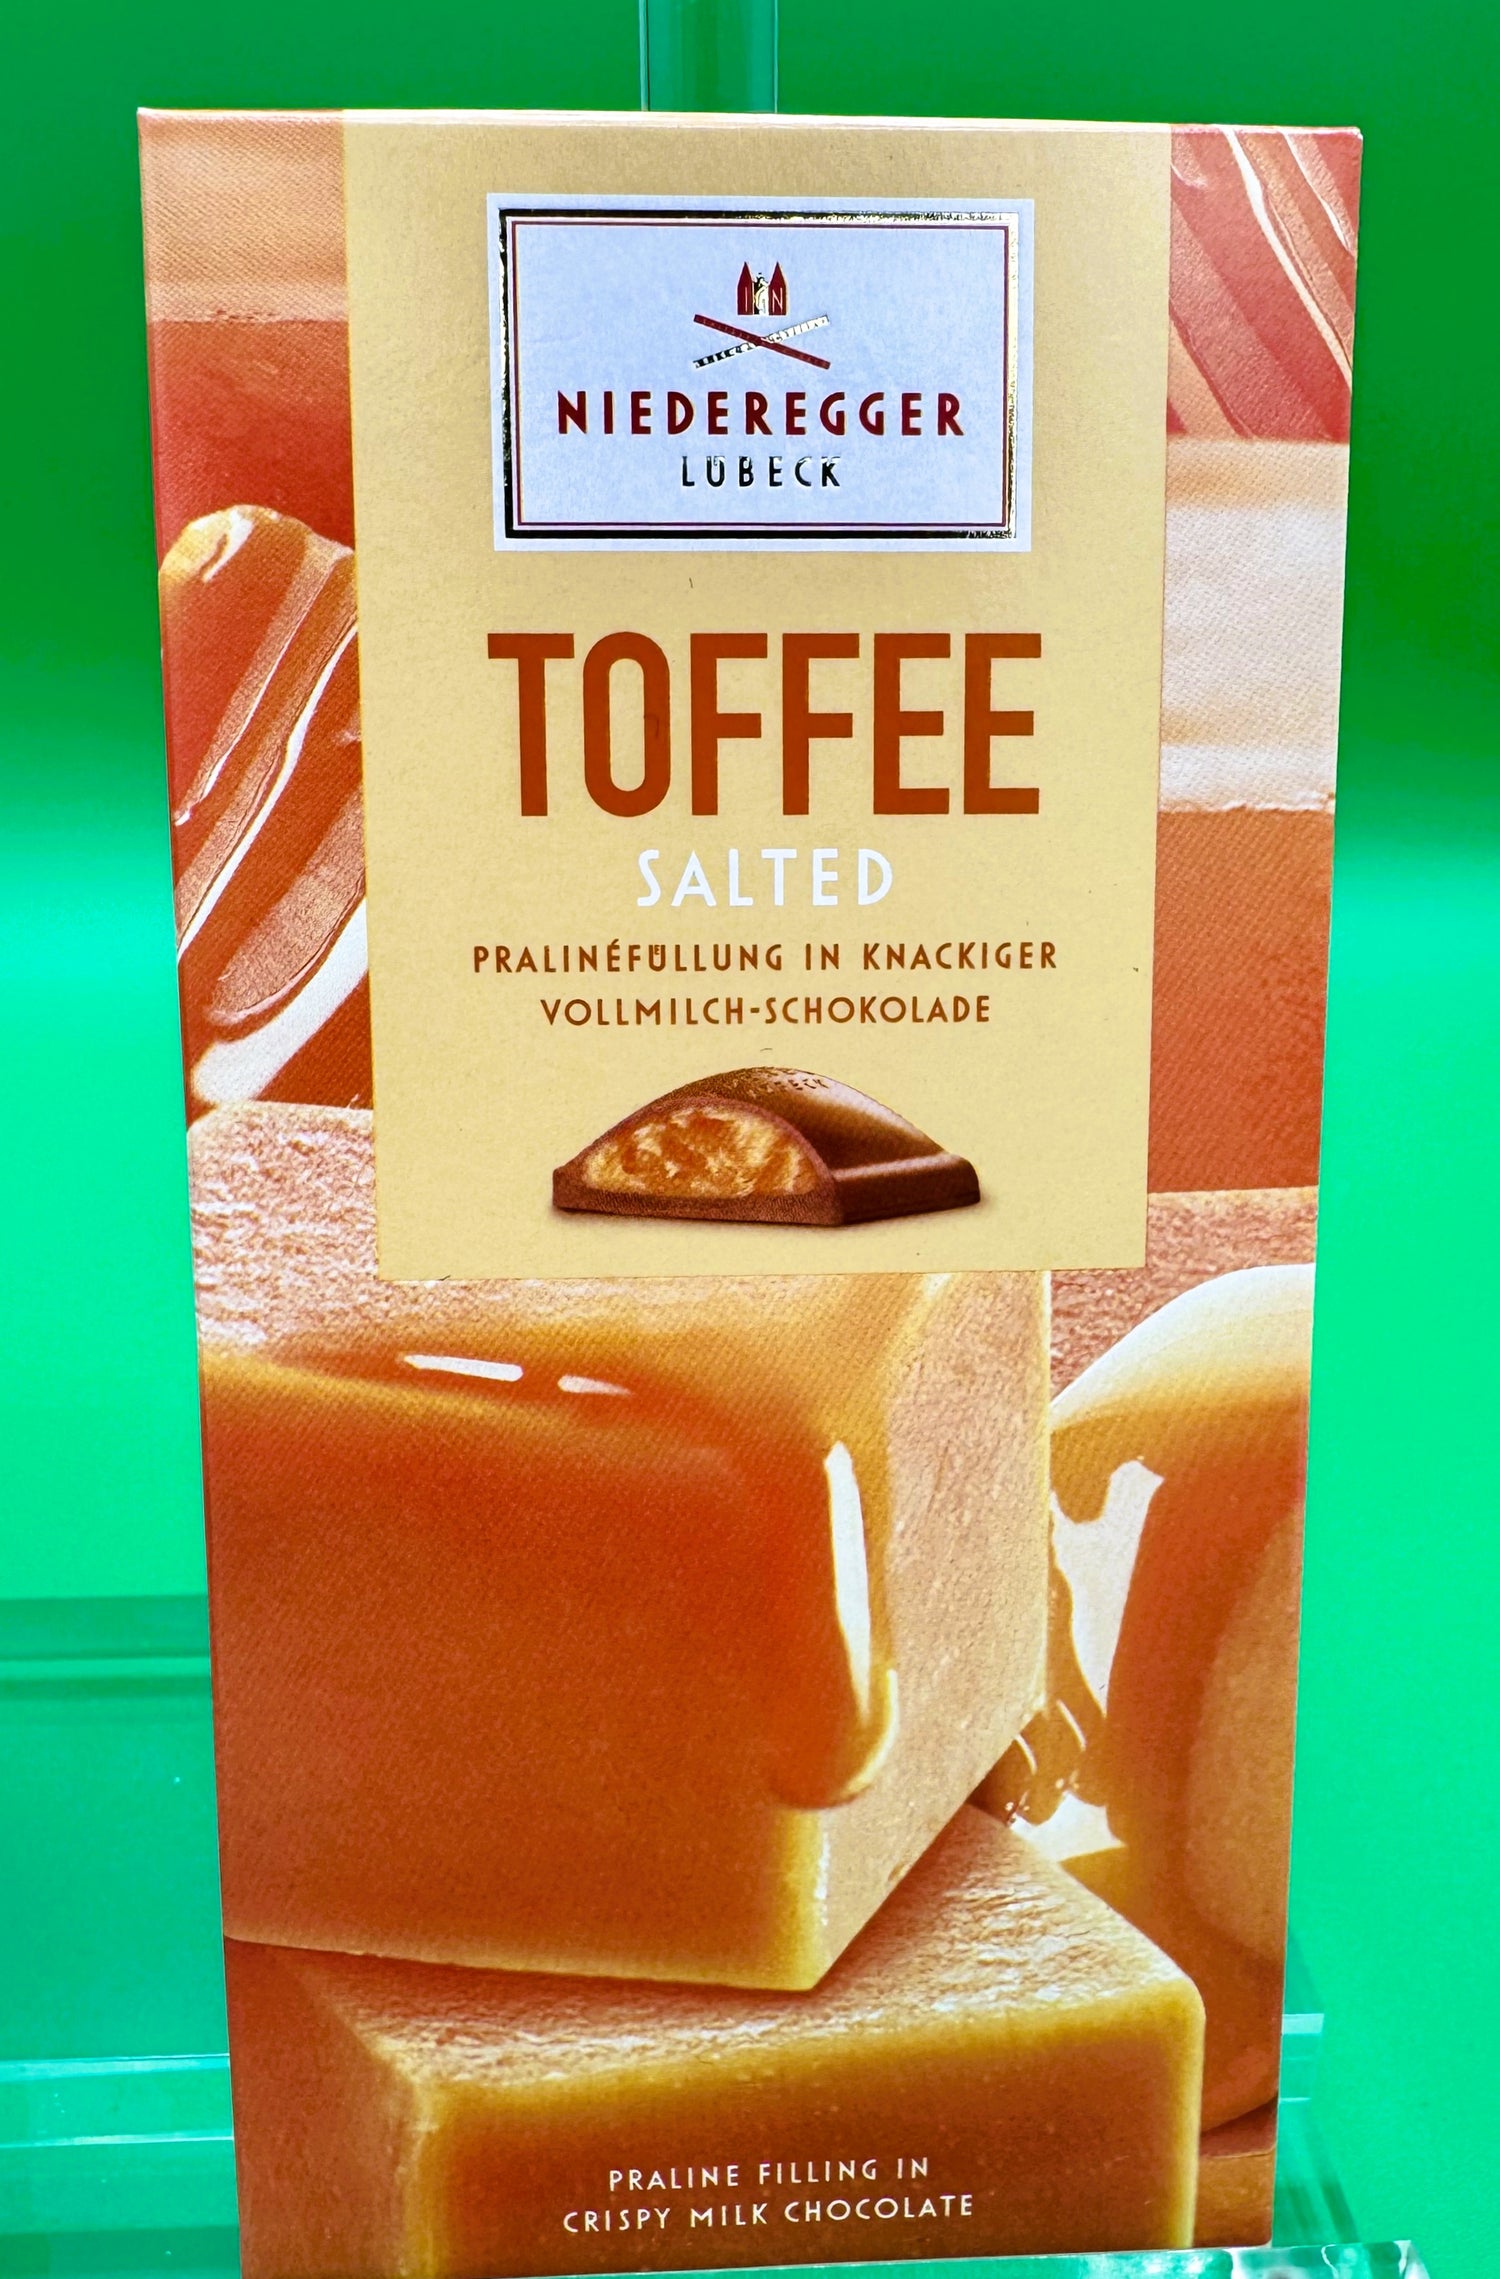 NIEDEREGGER
LÜBECK
TOFFEE
SALTED
PRALINÉFÜLLUNG IN KNACKIGER
VOLLMILCH-SCHOKOLADE
PRALINE FILLING IN
CRISPY MILK CHOCOLATE